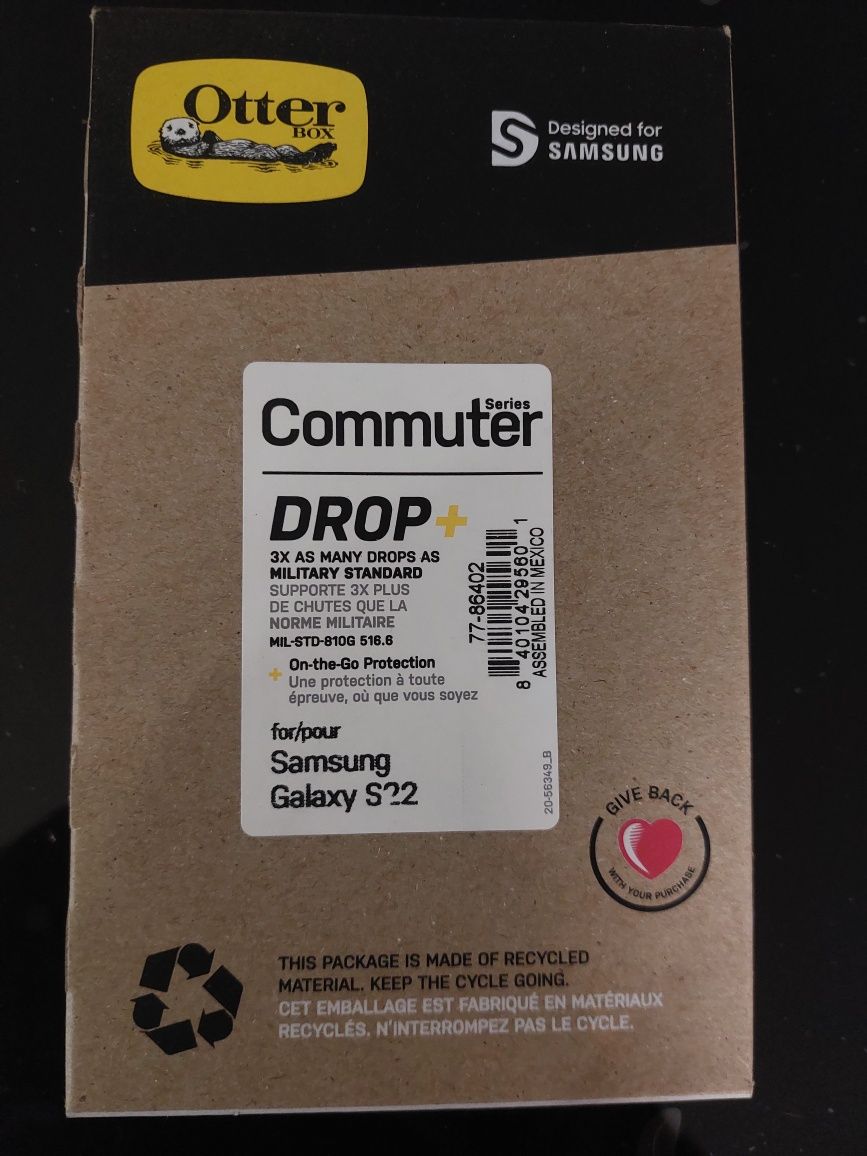 Otter
BOX
Designed for
SAMSUNG
Commuter
Series
DROP+
3X AS MANY DROPS AS
MILITARY STANDARD
SUPPORTE 3X PLUS
DE CHUTES QUE LA
NORME MILITAIRE
MIL-STD-810G 516.6
+ On-the-Go Protection
Une protection à toute
épreuve, où que vous soyez
77-86402
8 40104 29560 1
ASSEMBLED IN MEXICO
for/pour
Samsung
Galaxy S22
20-56349_B
GIVE BACK
WITH YOUR PURCHASE
THIS PACKAGE IS MADE OF RECYCLED
MATERIAL. KEEP THE CYCLE GOING.
CET EMBALLAGE EST FABRIQUÉ EN MATÉRIAUX
RECYCLÉS. N'INTERROMPEZ PAS LE CYCLE.